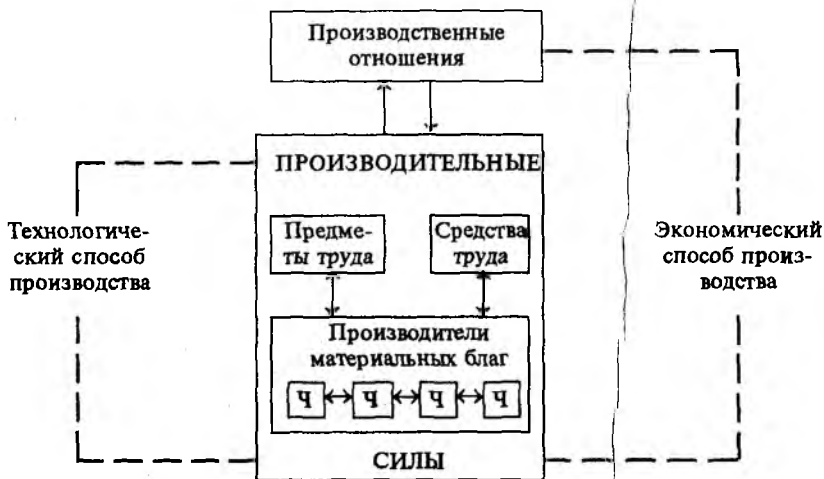 Производственные
отношения
ПРОИЗВОДИТЕЛЬНЫЕ
Технологиче-
ский способ
производства
Предме-
ты труда
Средства
труда
Экономический
способ произ-
водства
Производители
материальных благ
Ч Ч Ч Ч
СИЛЫ